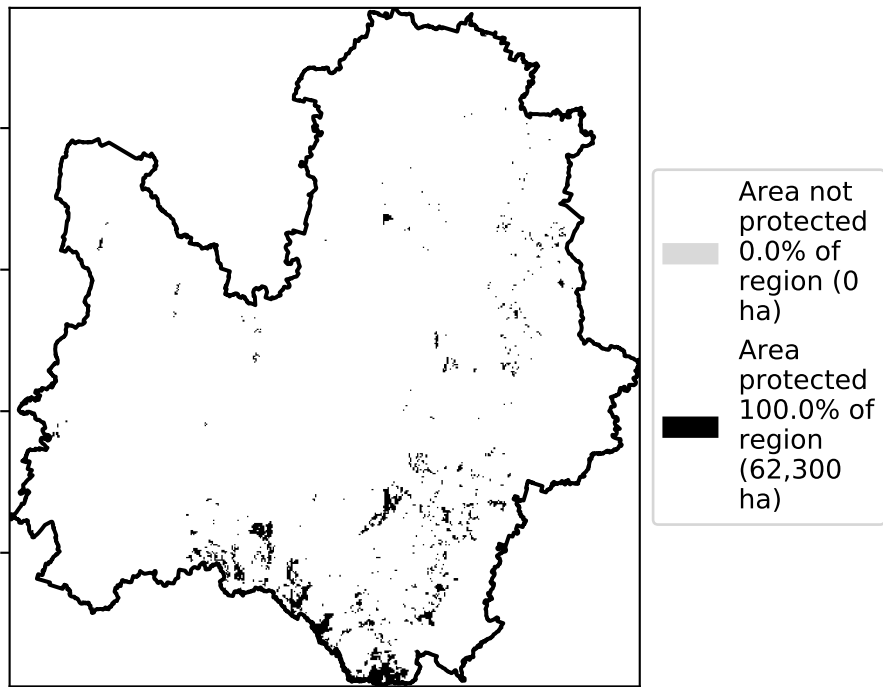 Area not
protected
0.0% of
region (0
ha)
Area
protected
100.0% of
region
(62,300
ha)